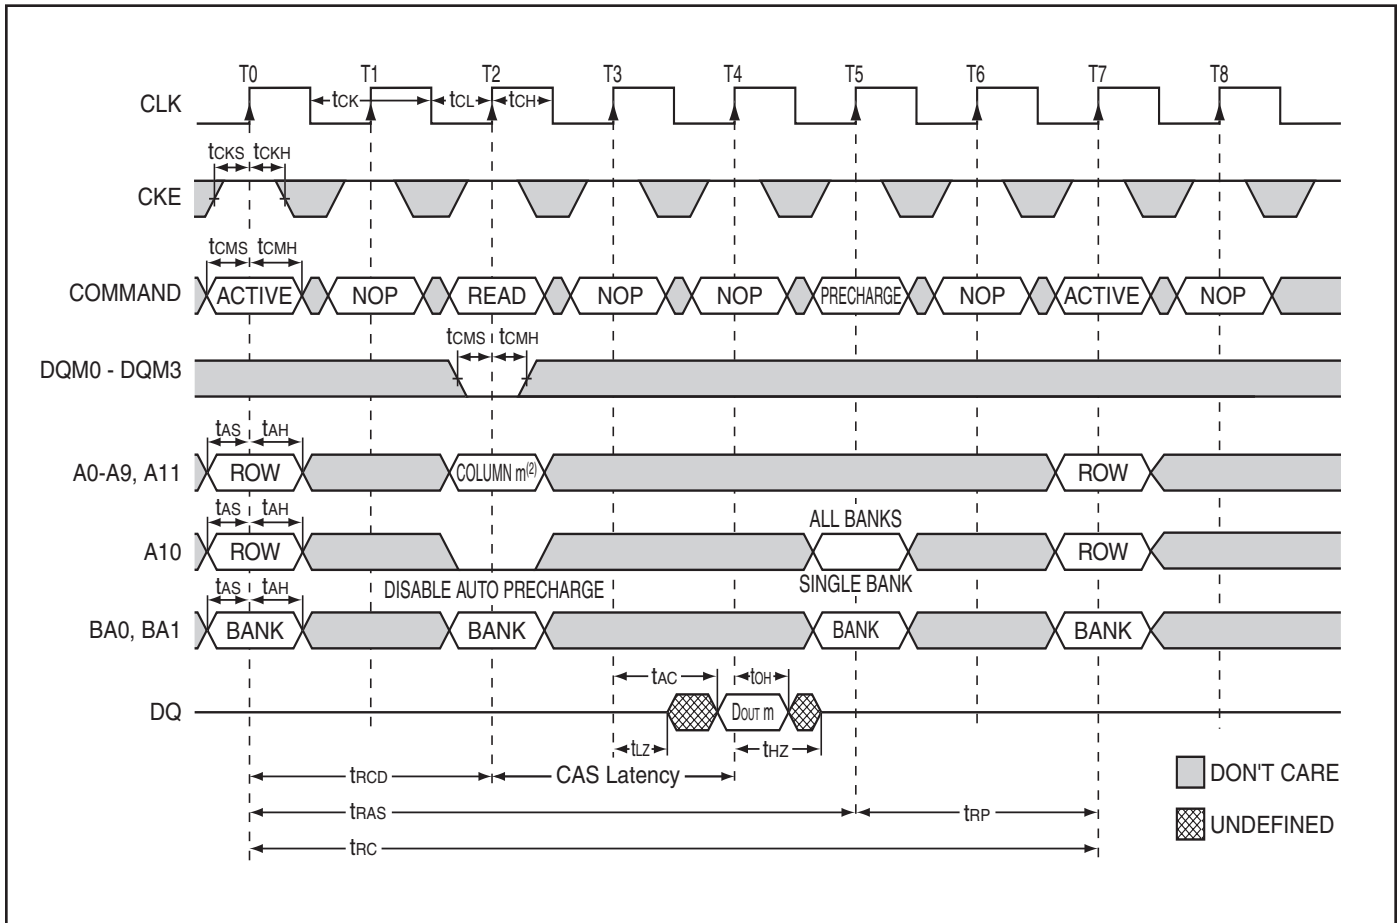 T0 T1 T2 T3 T4 T5 T6 T7 T8
CLK tCK tCL tCH
tCKS tCKH
CKE
tCMS tCMH
COMMAND ACTIVE NOP READ NOP NOP PRECHARGE NOP ACTIVE NOP
tCMS tCMH
DQM0 - DQM3
tAS tAH
A0-A9, A11 ROW COLUMN m(2) ROW
tAS tAH ALL BANKS
A10 ROW ROW
DISABLE AUTO PRECHARGE SINGLE BANK
tAS tAH
BA0, BA1 BANK BANK BANK BANK
tAC tOH
DQ DOUT m
tLZ tHZ
tRCD CAS Latency
DON'T CARE
tRAS tRP
UNDEFINED
tRC